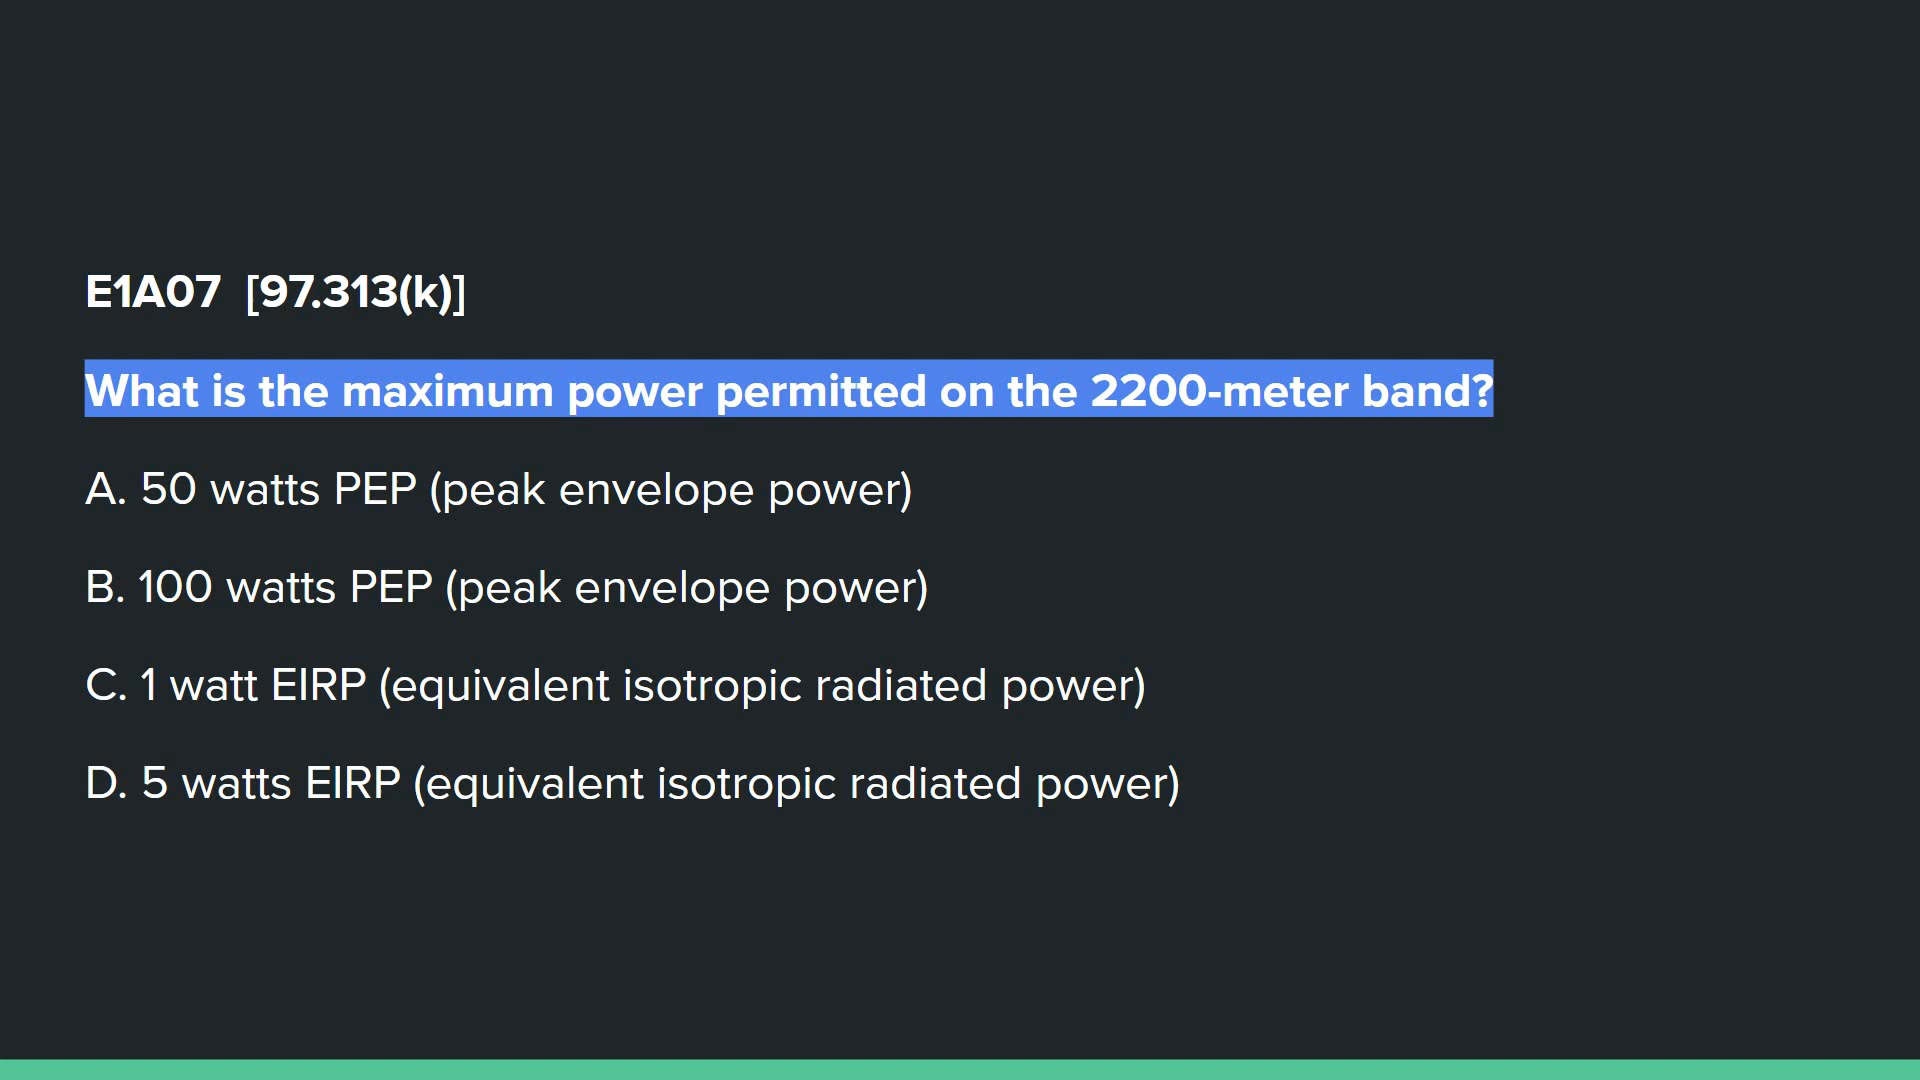 E1A07 [97.313(k)]
What is the maximum power permitted on the 2200-meter band?
A. 50 watts PEP (peak envelope power)
B. 100 watts PEP (peak envelope power)
C. 1 watt EIRP (equivalent isotropic radiated power)
D. 5 watts EIRP (equivalent isotropic radiated power)